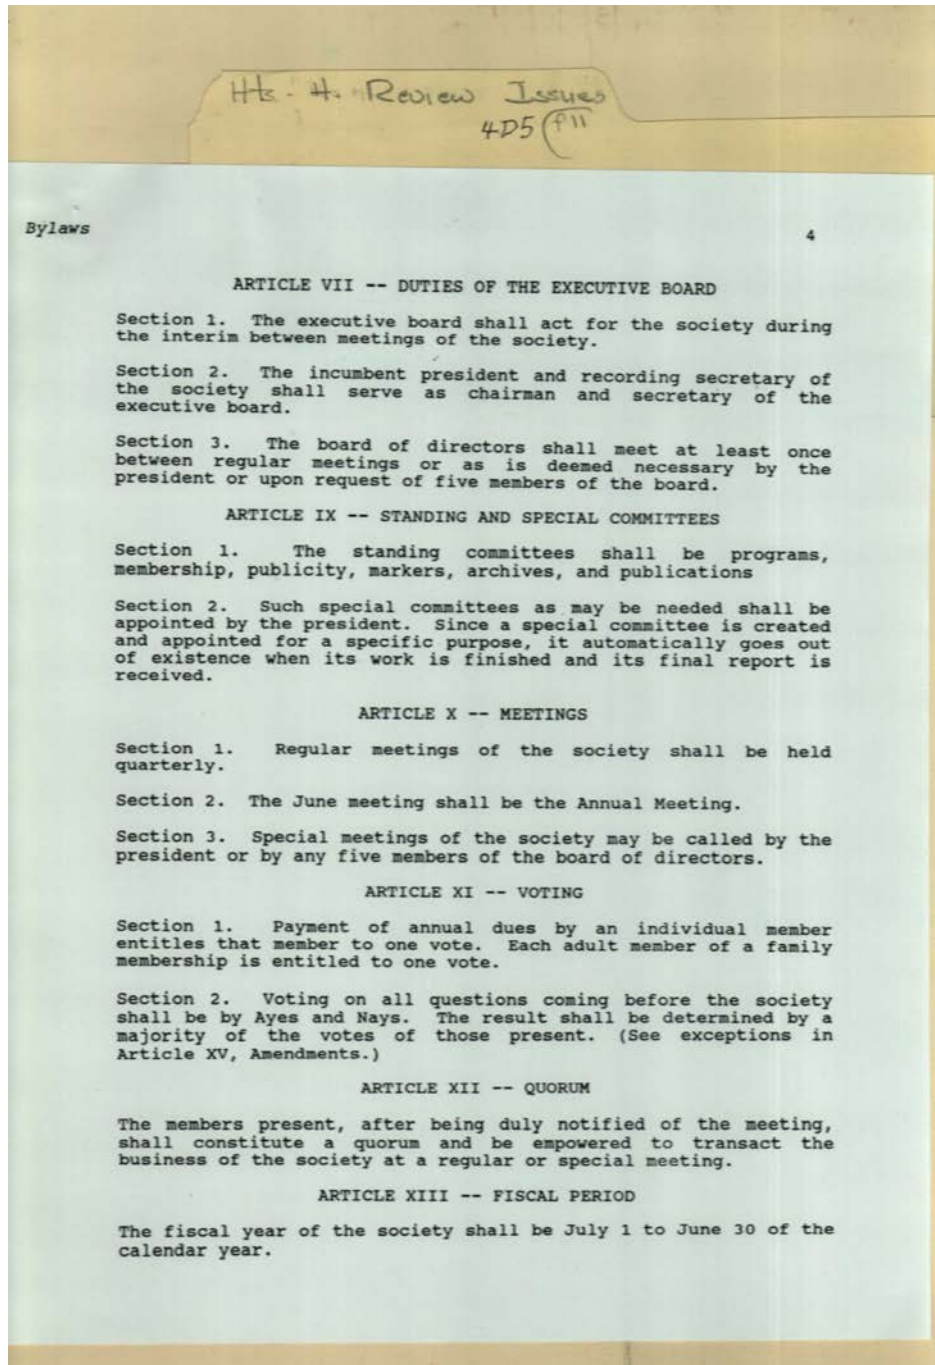 Hts. H. Review Issues
4D5 (P11
Bylaws
4
ARTICLE VII -- DUTIES OF THE EXECUTIVE BOARD
Section 1. The executive board shall act for the society during
the interim between meetings of the society.
Section 2. The incumbent president and recording secretary of
the society shall serve as chairman and secretary of the
executive board.
Section 3. The board of directors shall meet at least once
between regular meetings or as is deemed necessary by the
president or upon request of five members of the board.
ARTICLE IX -- STANDING AND SPECIAL COMMITTEES
Section 1. The standing committees shall be programs,
membership, publicity, markers, archives, and publications
Section 2. Such special committees as may be needed shall be
appointed by the president. Since a special committee is created
and appointed for a specific purpose, it automatically goes out
of existence when its work is finished and its final report is
received.
ARTICLE X -- MEETINGS
Section 1. Regular meetings of the society shall be held
quarterly.
Section 2. The June meeting shall be the Annual Meeting.
Section 3. Special meetings of the society may be called by the
president or by any five members of the board of directors.
ARTICLE XI -- VOTING
Section 1. Payment of annual dues by an individual member
entitles that member to one vote. Each adult member of a family
membership is entitled to one vote.
Section 2. Voting on all questions coming before the society
shall be by Ayes and Nays. The result shall be determined by a
majority of the votes of those present. (See exceptions in
Article XV, Amendments.)
ARTICLE XII -- QUORUM
The members present, after being duly notified of the meeting,
shall constitute a quorum and be empowered to transact the
business of the society at a regular or special meeting.
ARTICLE XIII -- FISCAL PERIOD
The fiscal year of the society shall be July 1 to June 30 of the
calendar year.